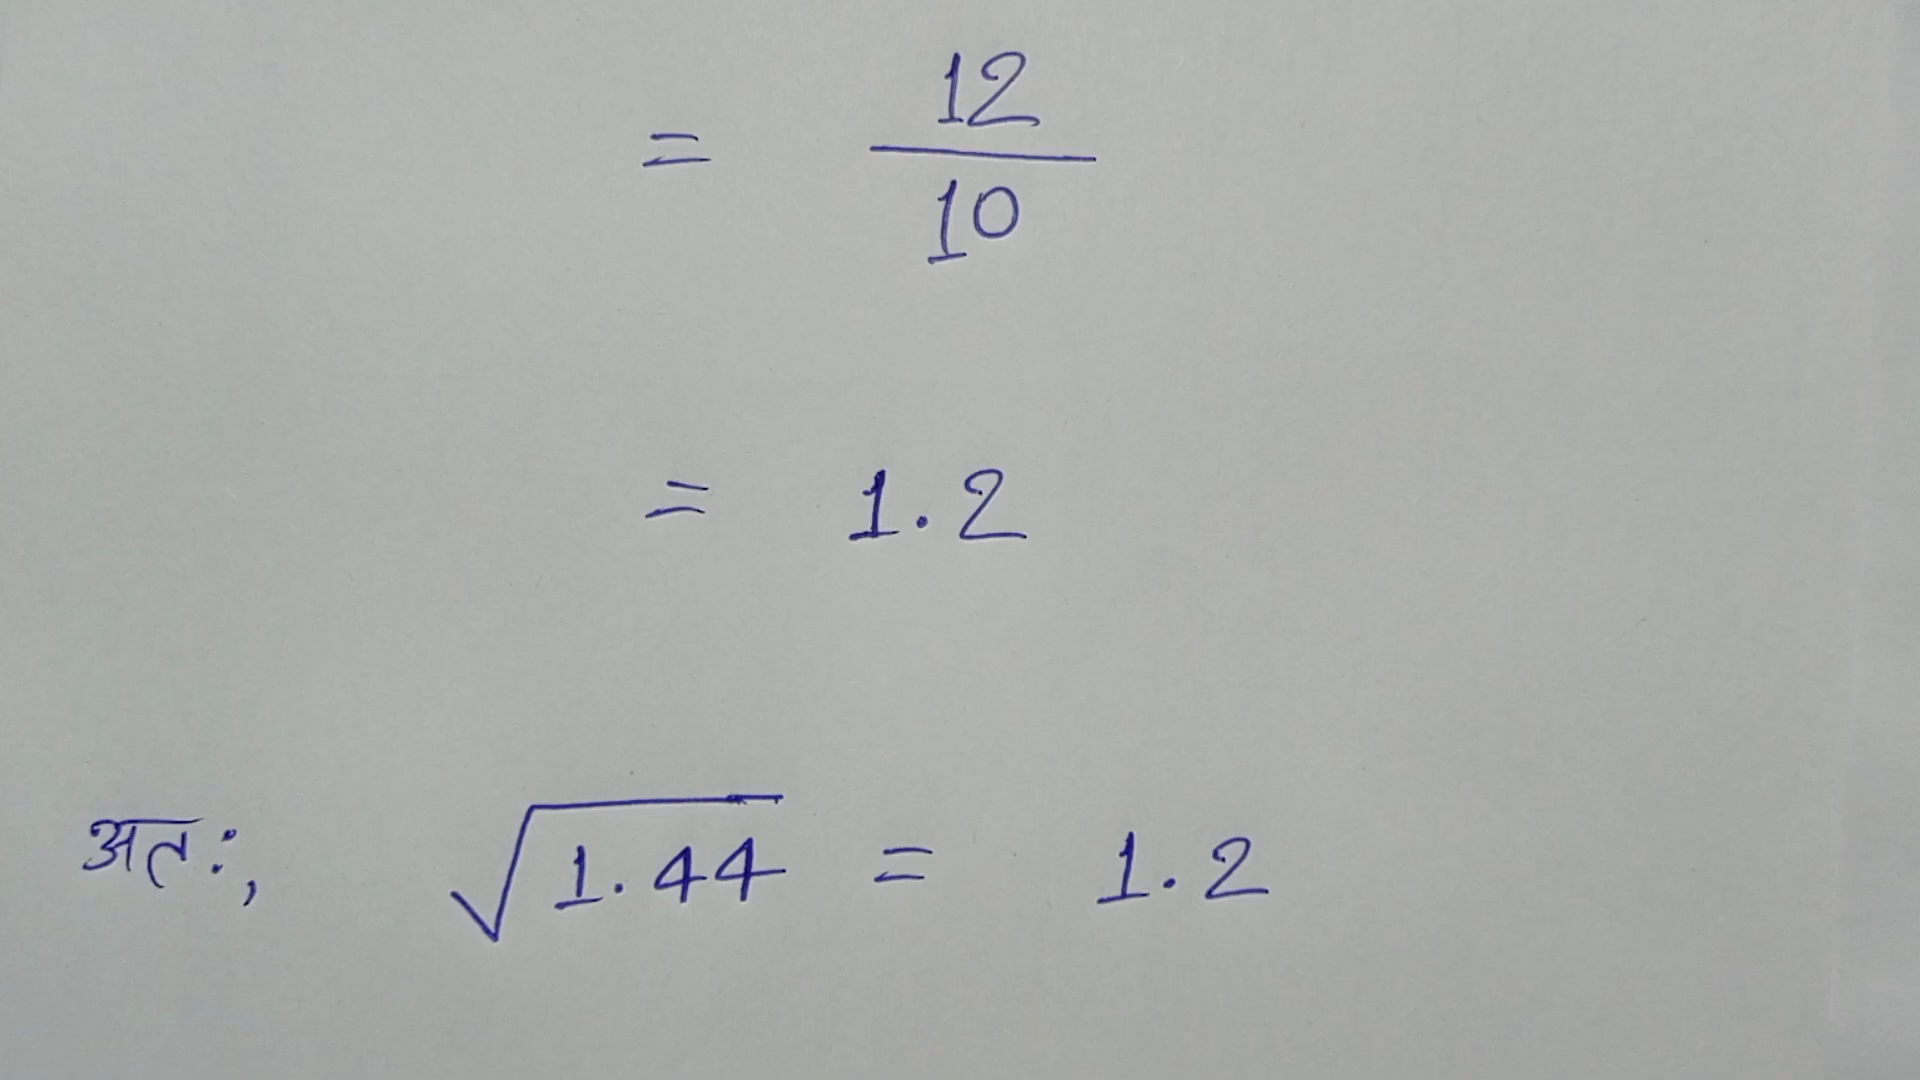 = 12/10
= 1.2
अतः, √1.44 = 1.2